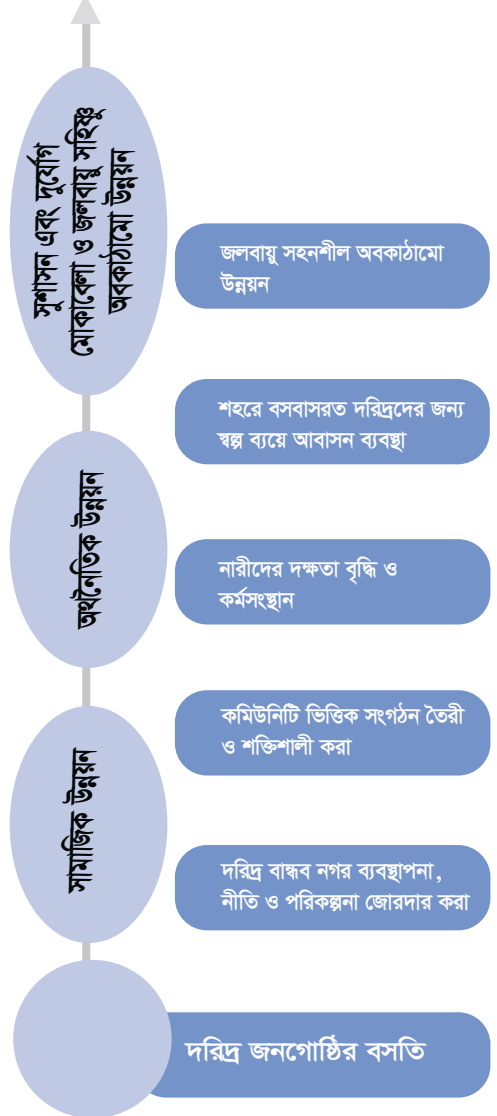 সুশাসন এবং দুর্যোগ
মোকাবেলা ও জলবায়ু সহিষ্ণু
অবকাঠামো উন্নয়ন
জলবায়ু সহনশীল অবকাঠামো
উন্নয়ন
শহরে বসবাসরত দরিদ্রদের জন্য
স্বল্প ব্যয়ে আবাসন ব্যবস্থা
অর্থনৈতিক উন্নয়ন
নারীদের দক্ষতা বৃদ্ধি ও
কর্মসংস্থান
কমিউনিটি ভিত্তিক সংগঠন তৈরী
ও শক্তিশালী করা
সামাজিক উন্নয়ন
দরিদ্র বান্ধব নগর ব্যবস্থাপনা,
নীতি ও পরিকল্পনা জোরদার করা
দরিদ্র জনগোষ্ঠির বসতি